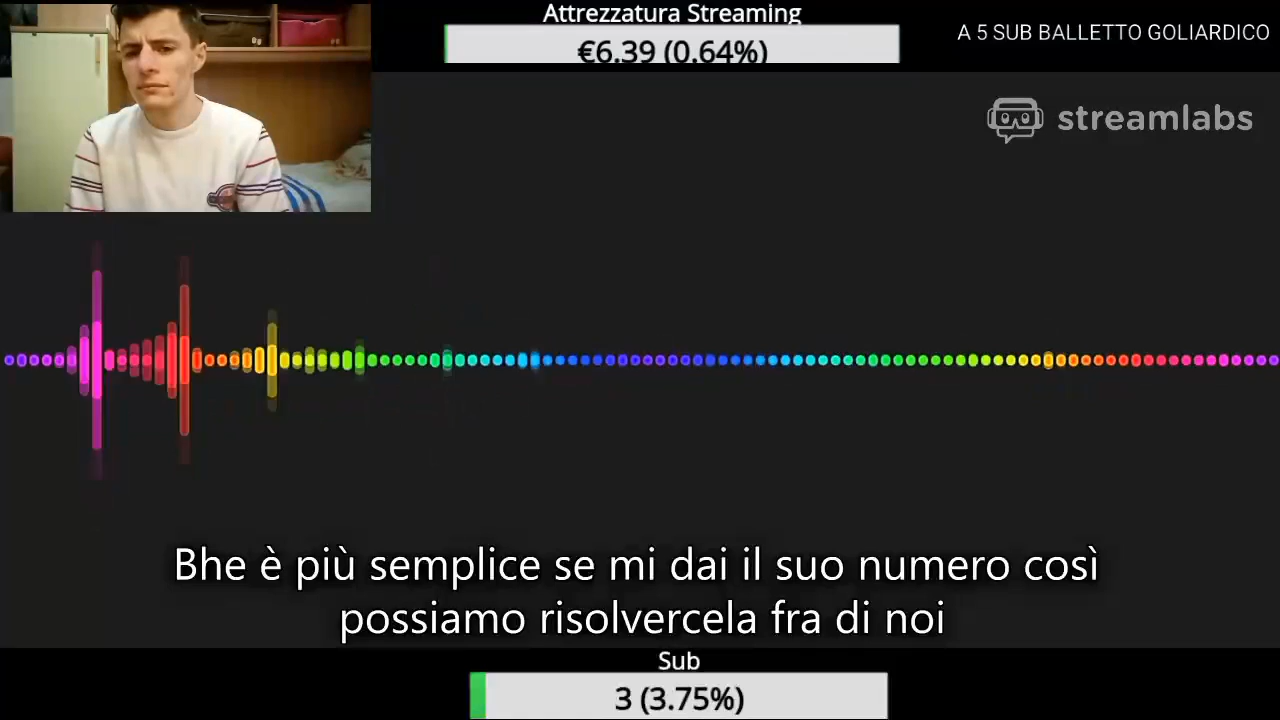 Attrezzatura Streaming
€6.39 (0.64%)
A 5 SUB BALLETTO GOLIARDICO
streamlabs
Bhe è più semplice se mi dai il suo numero così
possiamo risolvercela fra di noi
Sub
3 (3.75%)